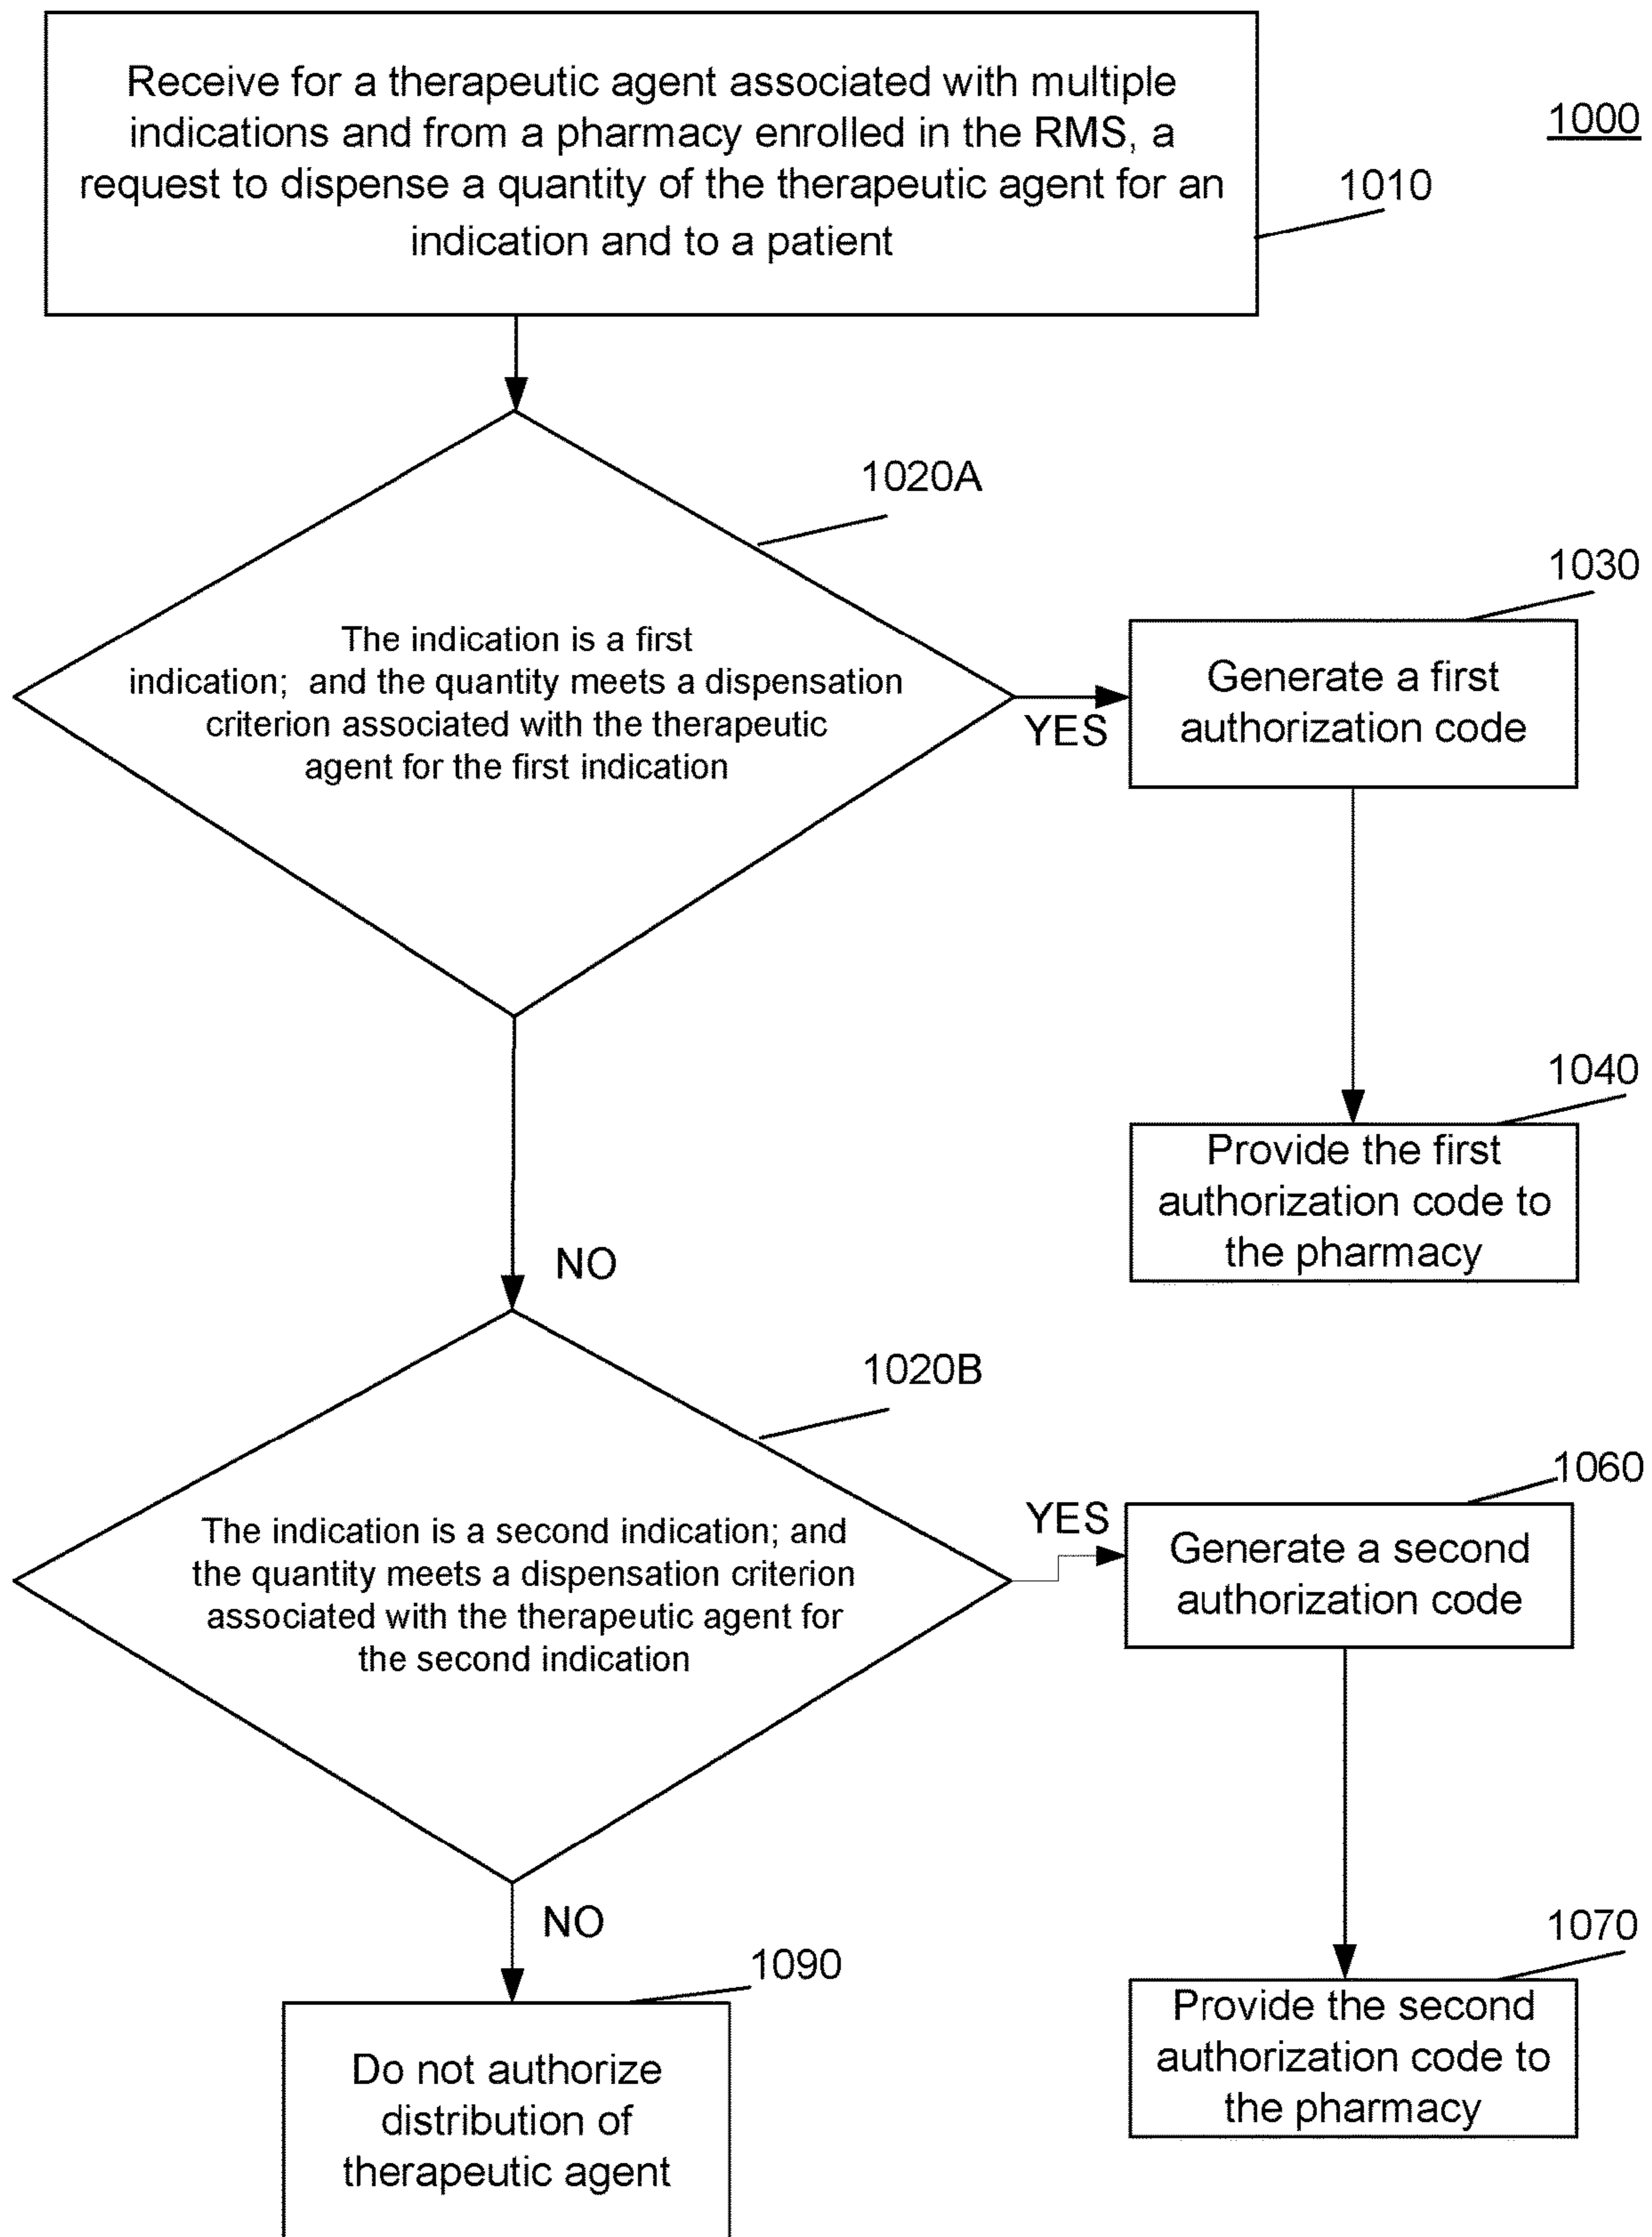 Receive for a therapeutic agent associated with multiple
indications and from a pharmacy enrolled in the RMS, a
request to dispense a quantity of the therapeutic agent for an
indication and to a patient
1000
1010
1020A
The indication is a first
indication; and the quantity meets a dispensation
criterion associated with the therapeutic
agent for the first indication
YES
1030
Generate a first
authorization code
1040
Provide the first
authorization code to
the pharmacy
NO
1020B
The indication is a second indication; and
the quantity meets a dispensation criterion
associated with the therapeutic agent for
the second indication
YES
1060
Generate a second
authorization code
1070
Provide the second
authorization code to
the pharmacy
NO
1090
Do not authorize
distribution of
therapeutic agent